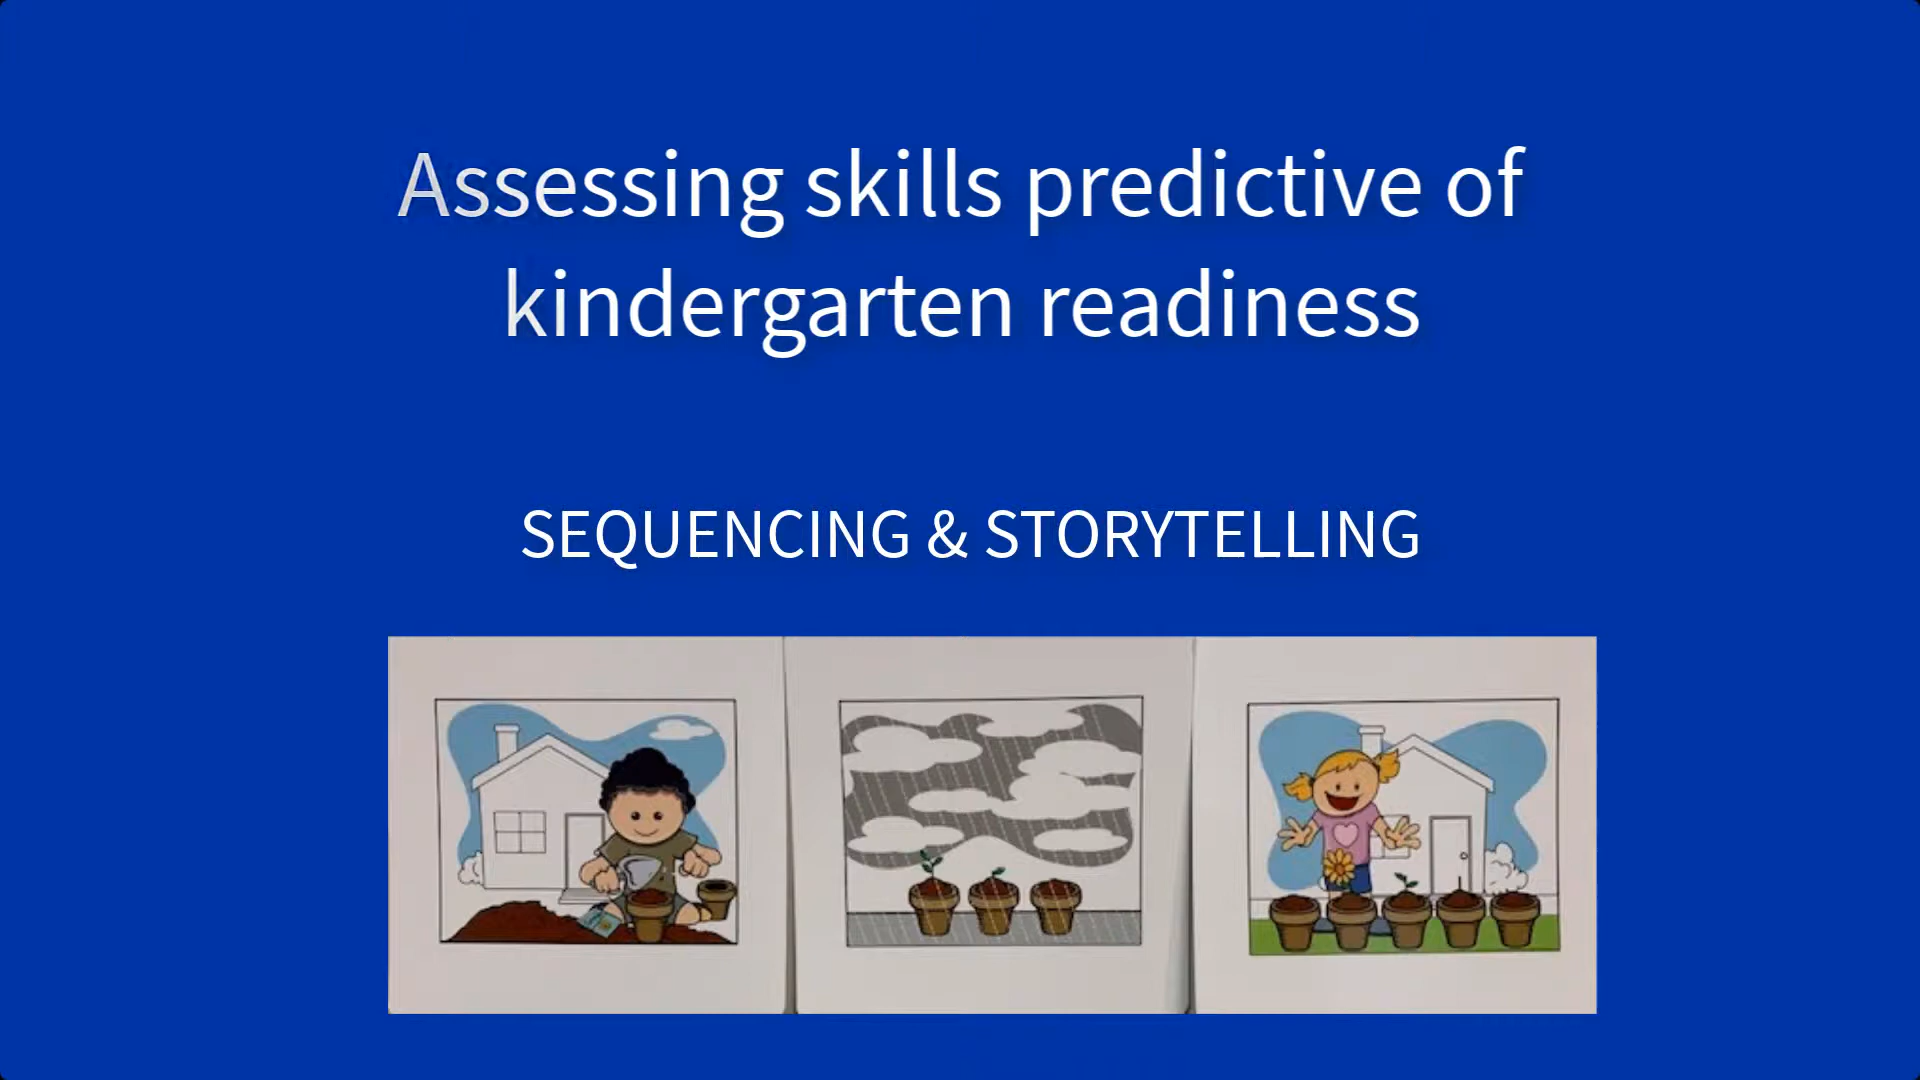 Assessing skills predictive of
kindergarten readiness
SEQUENCING & STORYTELLING